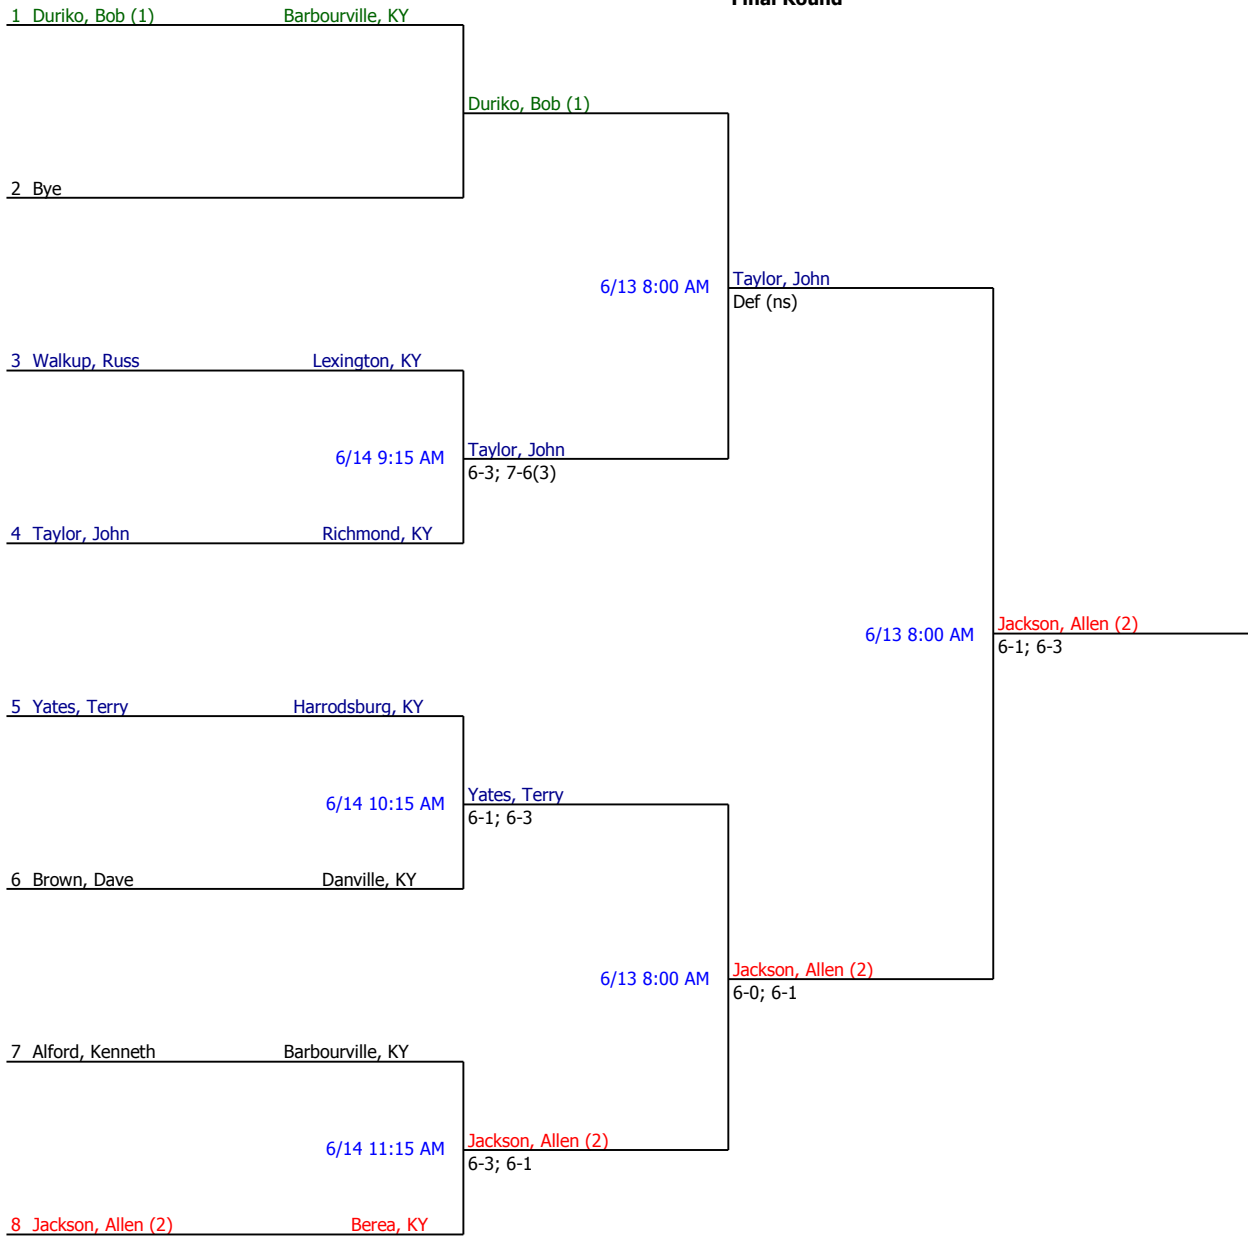 Final Round
1 Duriko, Bob (1) Barbourville, KY
Duriko, Bob (1)
2 Bye
6/13 8:00 AM Taylor, John
Def (ns)
3 Walkup, Russ Lexington, KY
6/14 9:15 AM Taylor, John
6-3; 7-6(3)
4 Taylor, John Richmond, KY
6/13 8:00 AM Jackson, Allen (2)
6-1; 6-3
5 Yates, Terry Harrodsburg, KY
6/14 10:15 AM Yates, Terry
6-1; 6-3
6 Brown, Dave Danville, KY
6/13 8:00 AM Jackson, Allen (2)
6-0; 6-1
7 Alford, Kenneth Barbourville, KY
6/14 11:15 AM Jackson, Allen (2)
6-3; 6-1
8 Jackson, Allen (2) Berea, KY